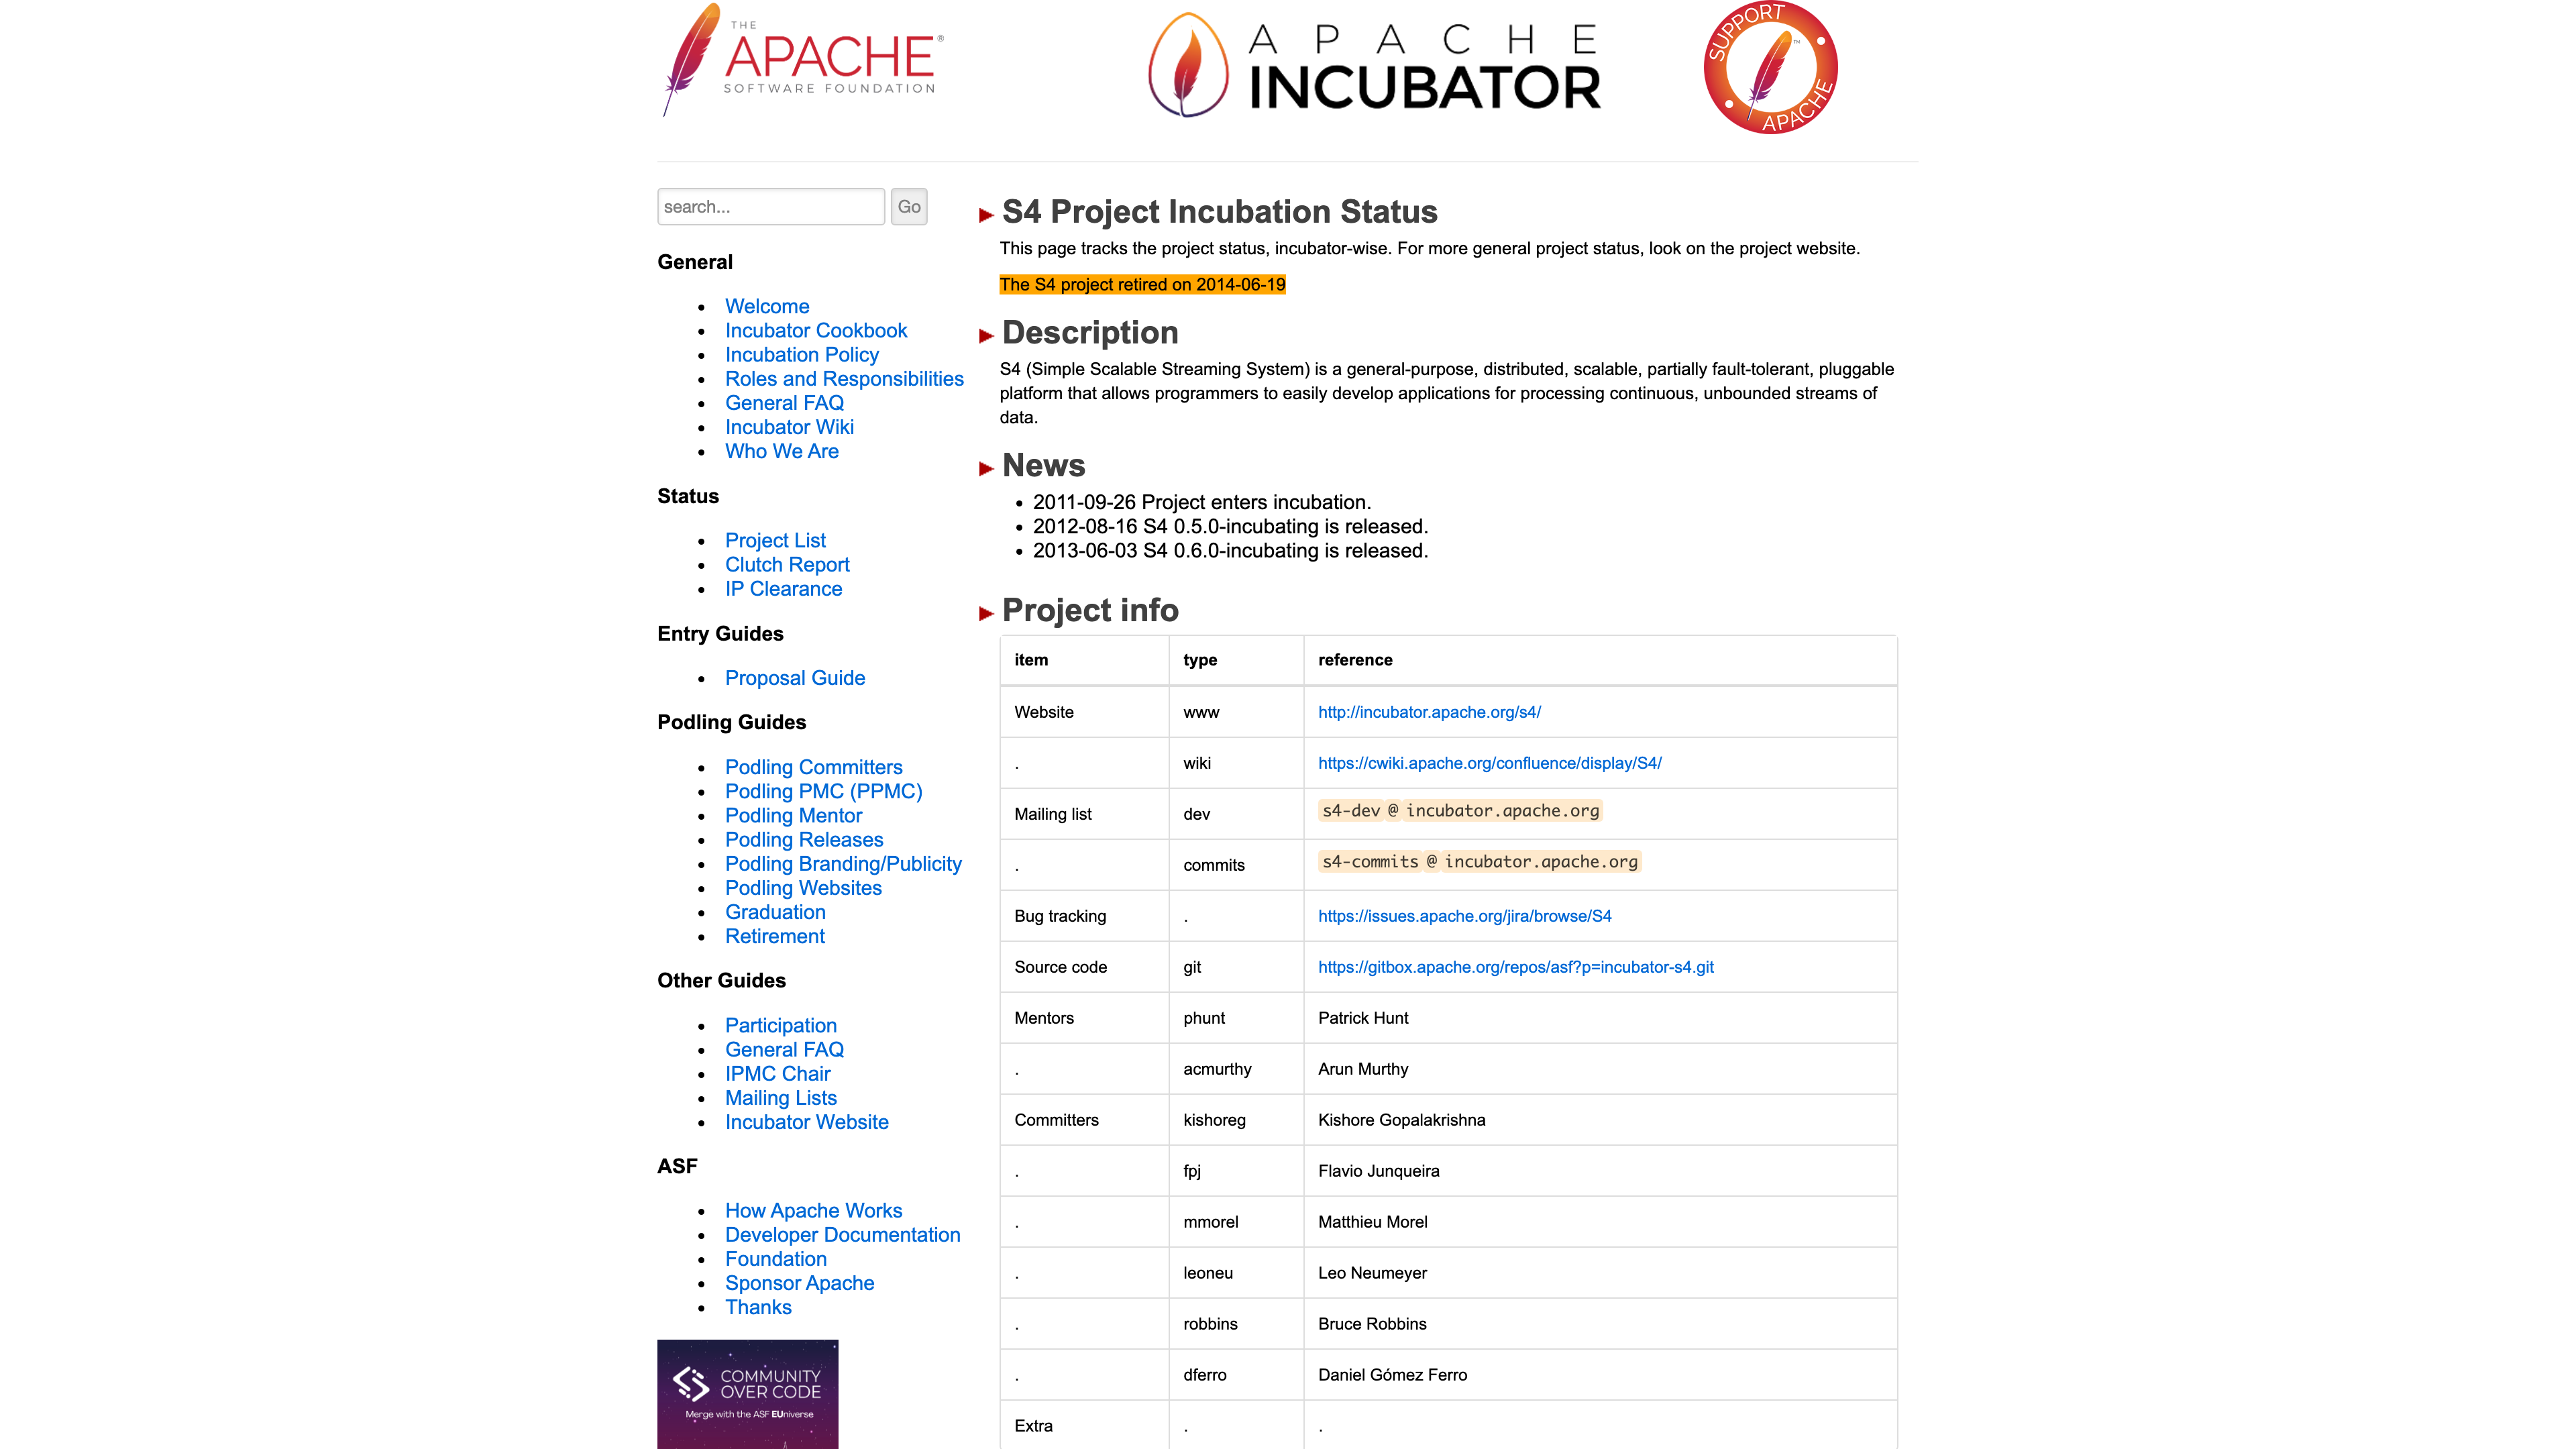 THE
APACHE®
SOFTWARE FOUNDATION
APACHE
INCUBATOR
SUPPORT
APACHE
™
search...
Go
General
Welcome
Incubator Cookbook
Incubation Policy
Roles and Responsibilities
General FAQ
Incubator Wiki
Who We Are
Status
Project List
Clutch Report
IP Clearance
Entry Guides
Proposal Guide
Podling Guides
Podling Committers
Podling PMC (PPMC)
Podling Mentor
Podling Releases
Podling Branding/Publicity
Podling Websites
Graduation
Retirement
Other Guides
Participation
General FAQ
IPMC Chair
Mailing Lists
Incubator Website
ASF
How Apache Works
Developer Documentation
Foundation
Sponsor Apache
Thanks
COMMUNITY
OVER CODE
Merge with the ASF EUniverse
S4 Project Incubation Status
This page tracks the project status, incubator-wise. For more general project status, look on the project website.
The S4 project retired on 2014-06-19
Description
S4 (Simple Scalable Streaming System) is a general-purpose, distributed, scalable, partially fault-tolerant, pluggable
platform that allows programmers to easily develop applications for processing continuous, unbounded streams of
data.
News
2011-09-26 Project enters incubation.
2012-08-16 S4 0.5.0-incubating is released.
2013-06-03 S4 0.6.0-incubating is released.
Project info
item type reference
Website www http://incubator.apache.org/s4/
. wiki https://cwiki.apache.org/confluence/display/S4/
Mailing list dev s4-dev @ incubator.apache.org
. commits s4-commits @ incubator.apache.org
Bug tracking . https://issues.apache.org/jira/browse/S4
Source code git https://gitbox.apache.org/repos/asf?p=incubator-s4.git
Mentors phunt Patrick Hunt
. acmurthy Arun Murthy
Committers kishoreg Kishore Gopalakrishna
. fpj Flavio Junqueira
. mmorel Matthieu Morel
. leoneu Leo Neumeyer
. robbins Bruce Robbins
. dferro Daniel Gómez Ferro
Extra . .